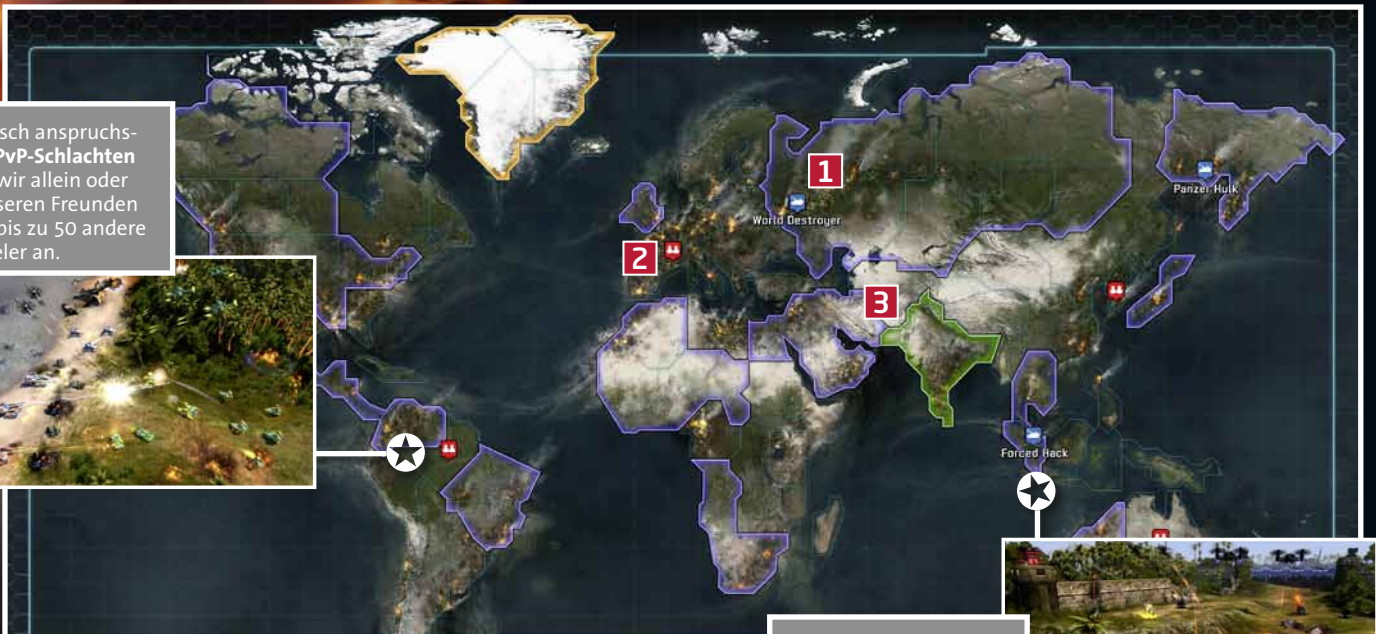 sch anspruchs-
PvP-Schlachten
wir allein oder
seren Freunden
bis zu 50 andere
eler an.
1
World Destroyer
Panzer Hulk
2
3
Forced Hack